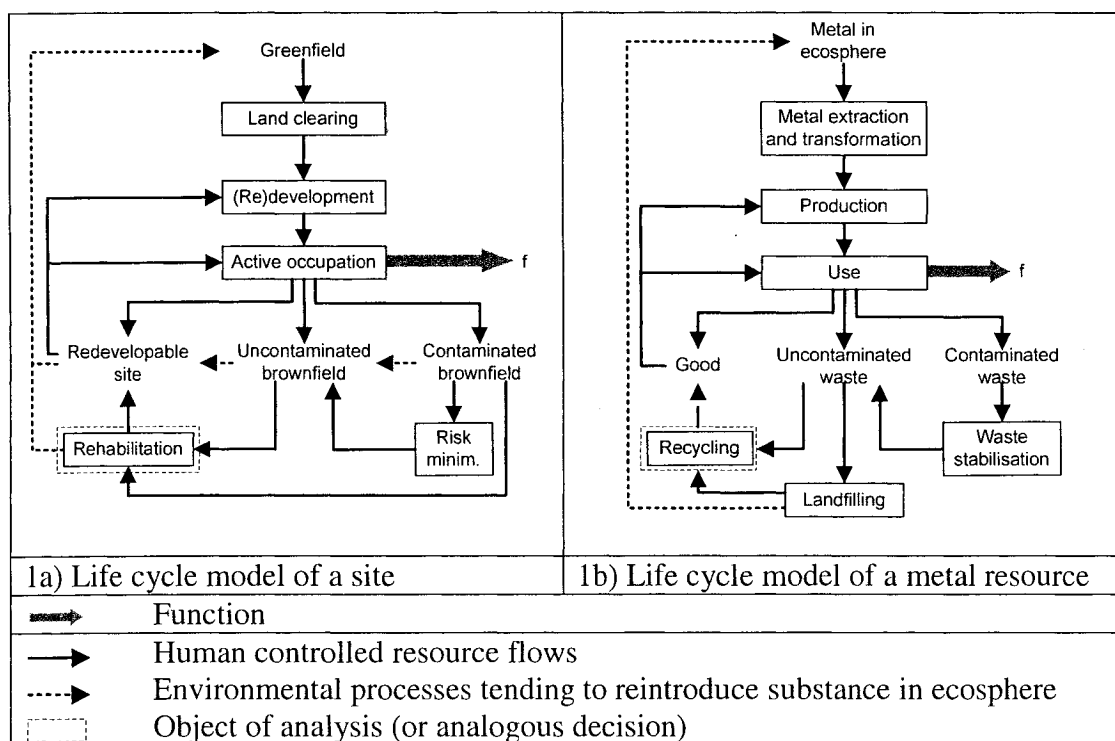 Greenfield
Land clearing
(Re)development
Active occupation
f
Redevelopable
site
Uncontaminated
brownfield
Contaminated
brownfield
Rehabilitation
Risk
minim.
Metal in
ecosphere
Metal extraction
and transformation
Production
Use
f
Good
Uncontaminated
waste
Contaminated
waste
Recycling
Waste
stabilisation
Landfilling
1a) Life cycle model of a site
1b) Life cycle model of a metal resource
Function
Human controlled resource flows
Environmental processes tending to reintroduce substance in ecosphere
Object of analysis (or analogous decision)